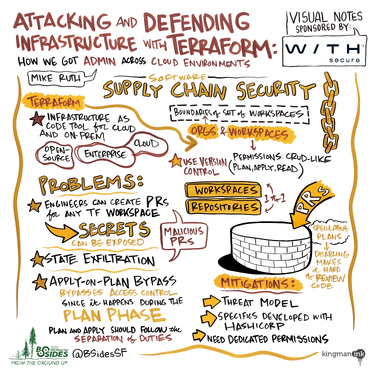 ATTACKING AND DEFENDING
INFRASTRUCTURE WITH TERRAFORM:
HOW WE GOT ADMIN ACROSS CLOUD ENVIRONMENTS
VISUAL NOTES
SPONSORED BY:
W/TH
secure
MIKE RUTH
SOFTWARE
SUPPLY CHAIN SECURITY
TERRAFORM
INFRASTRUCTURE AS
CODE TOOL FOR CLOUD
AND ON-PREM
OPEN-
SOURCE
ENTERPRISE
CLOUD
BOUNDARIES OF SET OF WORKSPACES!
ORGS & WORKSPACES
USE VERSION
CONTROL
PERMISSIONS: CRUD-LIKE
(PLAN, APPLY, READ)
WORKSPACES
REPOSITORIES
1 to 1
PROBLEMS:
ENGINEERS CAN CREATE PRs
FOR ANY TF WORKSPACE
SECRETS
CAN BE EXPOSED
MALICIOUS
PRs
STATE EXFILTRATION
APPLY-ON-PLAN BYPASS
BYPASSES ACCESS CONTROL
SINCE IT HAPPENS DURING THE
PLAN PHASE
PLAN AND APPLY SHOULD FOLLOW THE
SEPARATION OF DUTIES
PRs
SPECULATIVE
PLANS →
DISABLING
MAKES
IT HARD
TO REVIEW
CODE
MITIGATIONS:
THREAT MODEL
SPECIFICS DEVELOPED WITH
HASHICORP
NEED DEDICATED PERMISSIONS
BSIDES
FROM THE GROUND UP
@BSidesSF
kingmanink